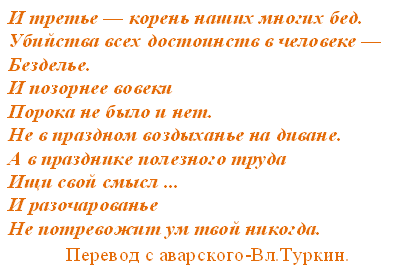 И третье — корень наших многих бед.
Убийства всех достоинств в человеке —
Безделье.
И позорнее вовеки
Порока не было и нет.
Не в праздном воздыханье на диване.
А в празднике полезного труда
Ищи свой смысл ...
И разочарованье
Не потревожит ум твой никогда.
Перевод с аварского-Вл.Туркин.